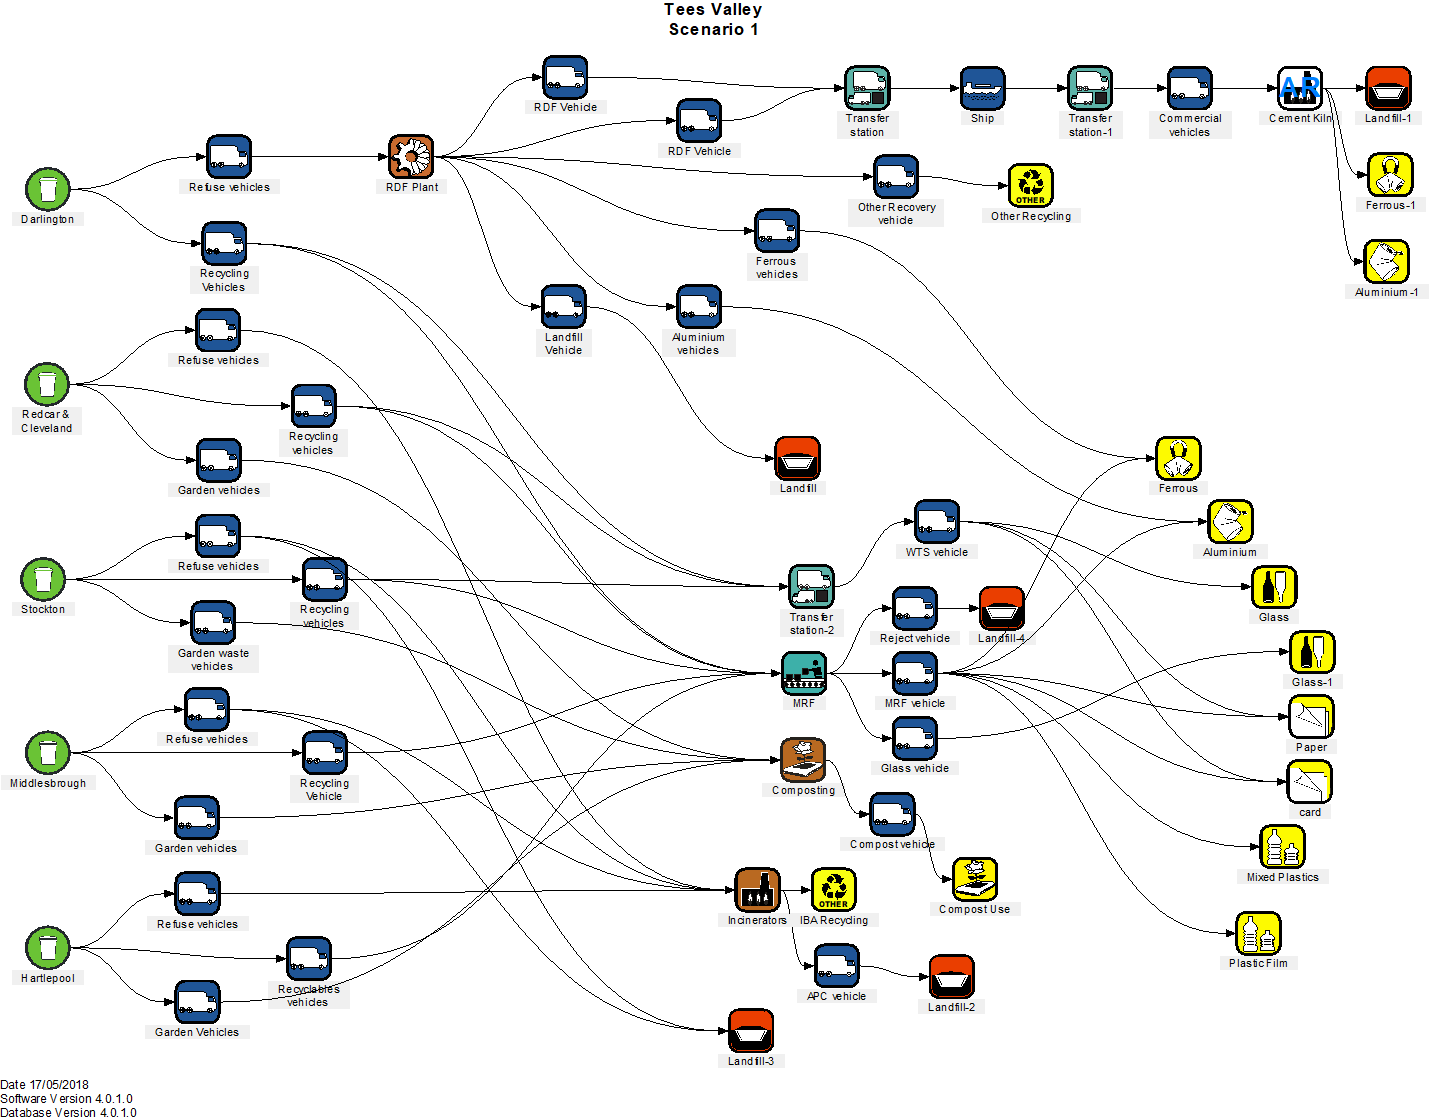 Tees Valley
Scenario 1
RDF Vehicle
Transfer
station
Ship
Transfer
station-1
Commercial
vehicles
AR
Cement Kiln
Landfill-1
RDF Vehicle
Refuse vehicles
RDF Plant
Other Recovery
vehicle
OTHER
Other Recycling
Ferrous-1
Darlington
Recycling
Vehicles
Ferrous
vehicles
Aluminium-1
Refuse vehicles
Landfill
Vehicle
Aluminium
vehicles
Redcar &
Cleveland
Recycling
vehicles
Garden vehicles
Landfill
Ferrous
Refuse vehicles
WTS vehicle
Aluminium
Stockton
Recycling
vehicles
Transfer
station-2
Glass
Garden waste
vehicles
Reject vehicle
Landfill-4
Glass-1
MRF
MRF vehicle
Refuse vehicles
Paper
Middlesbrough
Recycling
Vehicle
Composting
Glass vehicle
card
Garden vehicles
Compost vehicle
Mixed Plastics
Refuse vehicles
Incinerators
OTHER
IBA Recycling
Compost Use
Hartlepool
Recyclables
vehicles
APC vehicle
Landfill-2
Plastic Film
Garden Vehicles
Landfill-3
Date 17/05/2018
Software Version 4.0.1.0
Database Version 4.0.1.0